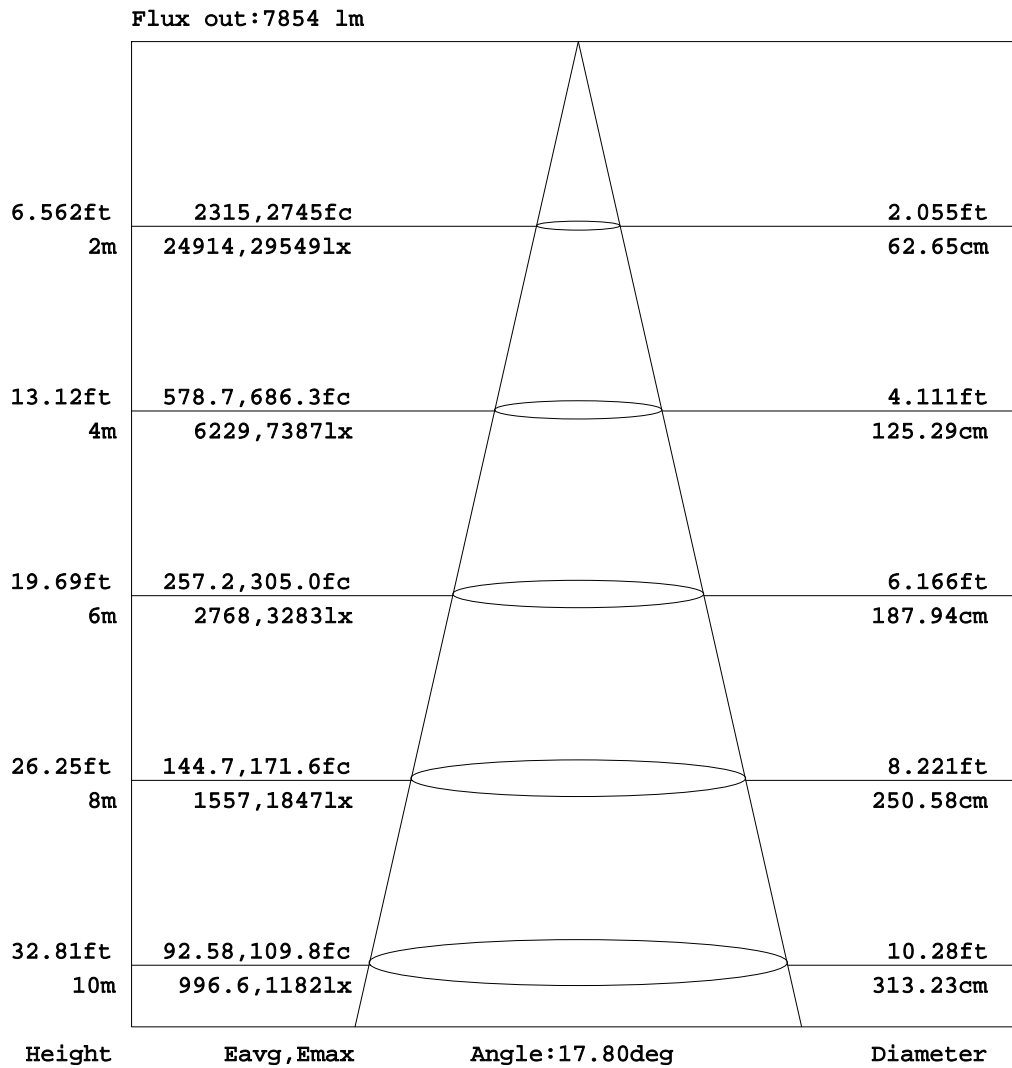 Flux out:7854 lm
6.562ft 2315,2745fc 2.055ft
2m 24914,29549lx 62.65cm
13.12ft 578.7,686.3fc 4.111ft
4m 6229,7387lx 125.29cm
19.69ft 257.2,305.0fc 6.166ft
6m 2768,3283lx 187.94cm
26.25ft 144.7,171.6fc 8.221ft
8m 1557,1847lx 250.58cm
32.81ft 92.58,109.8fc 10.28ft
10m 996.6,1182lx 313.23cm
Height Eavg,Emax Angle:17.80deg Diameter